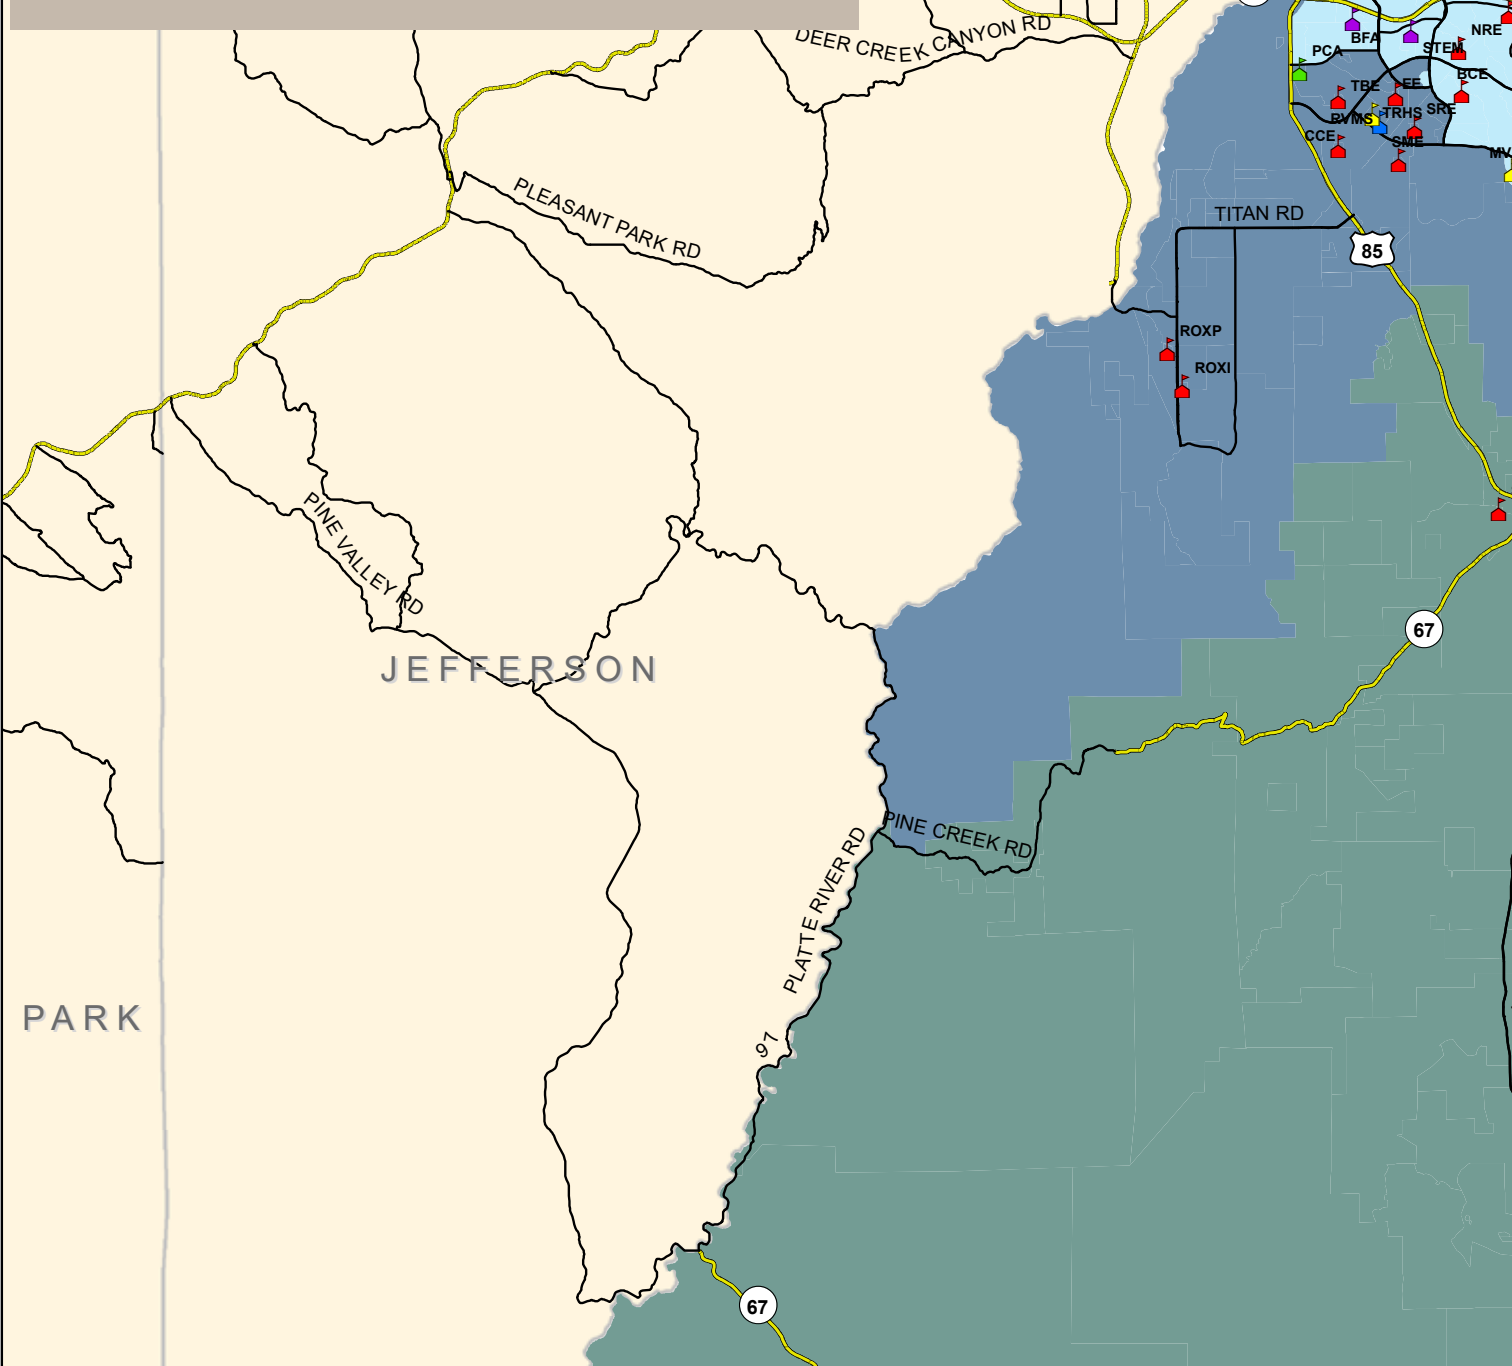 DEER CREEK CANYON RD
NRE
BFA
STEM
PCA
BCE
TBE
EE
SRE
RVMS
TRHS
CCE
SME
MV
PLEASANT PARK RD
TITAN RD
85
ROXP
ROXI
PINE VALLEY RD
67
JEFFERSON
PINE CREEK RD
PLATTE RIVER RD
PARK
97
67